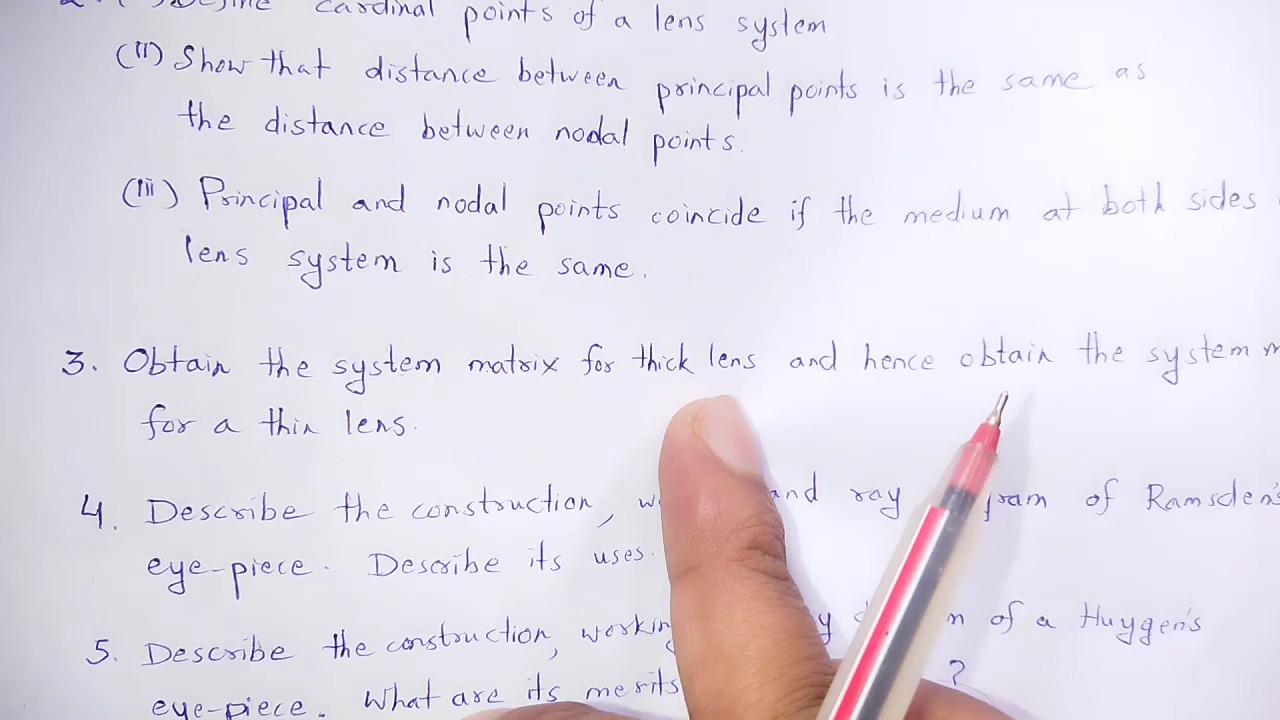 cardinal points of a lens system
(ii) Show that distance between principal points is the same as
the distance between nodal points.
(iii) Principal and nodal points coincide if the medium at both sides
lens system is the same.
3. Obtain the system matrix for thick lens and hence obtain the system
for a thin lens.
4. Describe the construction, and ray of Ramsden's
eye-piece. Describe its uses.
5. Describe the construction, of a Huygen's
eye-piece. What are its merits ?